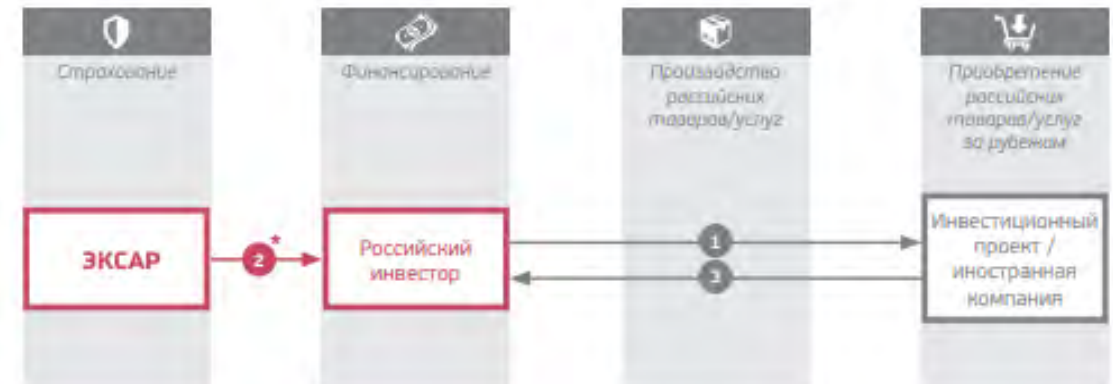 Страхование
Финансирование
Производство
российских
товаров/услуг
Приобретение
российских
товаров/услуг
за рубежом
ЭКСАР
2
*
Российский
инвестор
1
3
Инвестиционный
проект /
иностранная
компания